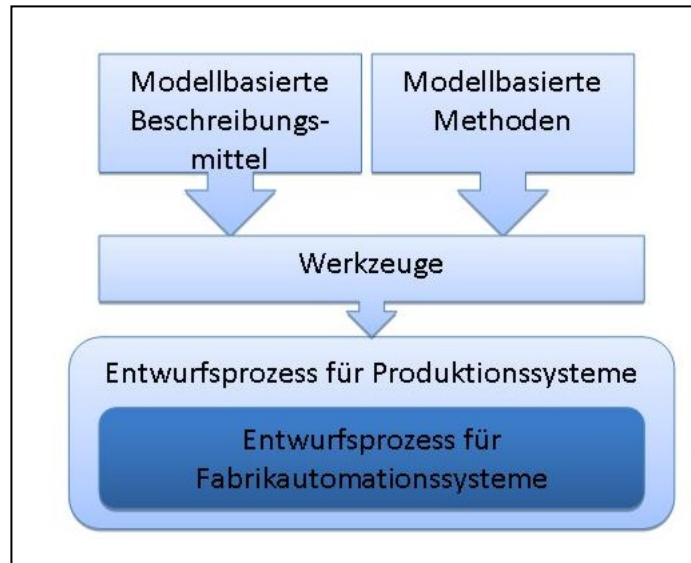 Modellbasierte
Beschreibungs-
mittel
Modellbasierte
Methoden
Werkzeuge
Entwurfsprozess für Produktionssysteme
Entwurfsprozess für
Fabrikautomationssysteme